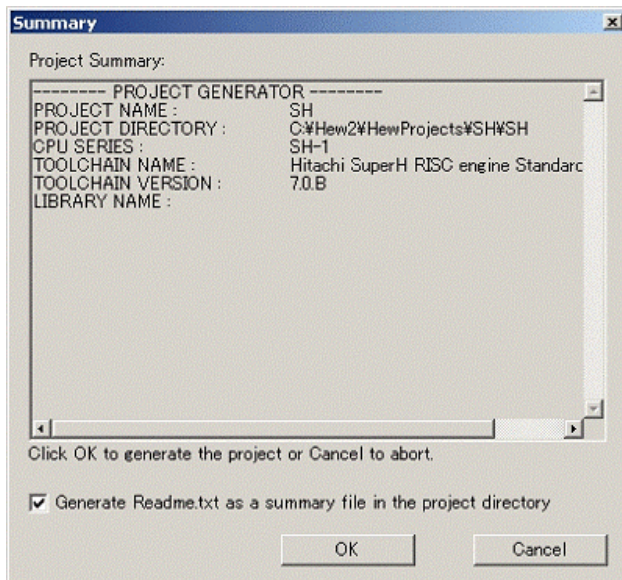 Summary
Project Summary:
-------- PROJECT GENERATOR --------
PROJECT NAME : SH
PROJECT DIRECTORY : C:¥Hew2¥HewProjects¥SH¥SH
CPU SERIES : SH-1
TOOLCHAIN NAME : Hitachi SuperH RISC engine Standarc
TOOLCHAIN VERSION : 7.0.B
LIBRARY NAME :
Click OK to generate the project or Cancel to abort.
Generate Readme.txt as a summary file in the project directory
OK Cancel